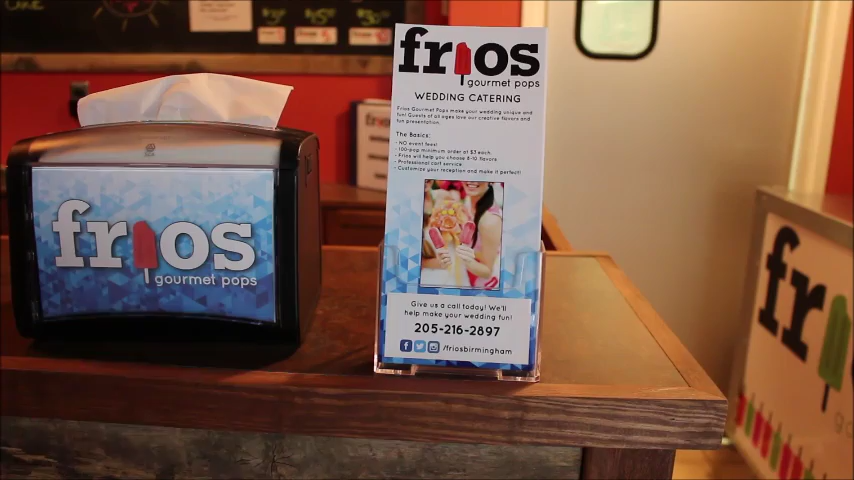 frios
gourmet pops
frios
gourmet pops
WEDDING CATERING
Frios Gourmet Pops make your wedding unique and
fun! Guests of all ages love our creative flavors and
fun presentation.
The Basics:
- NO event fees!
- 100-pop minimum order at $3 each.
- Frios will help you choose 4-10 flavors
- Professional cart service
- Customize your reception and make it perfect!
Give us a call today! We'll
help make your wedding fun!
205-216-2897
/friosbirmingham
fri